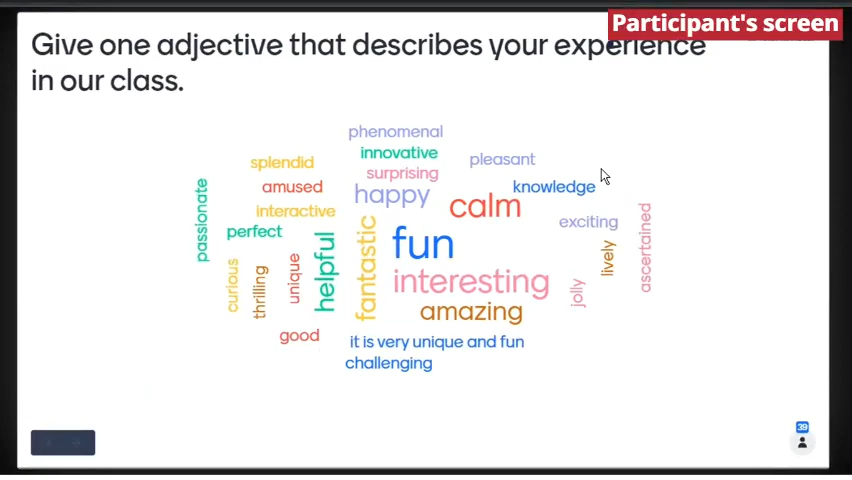 Participant's screen
Give one adjective that describes your experience
in our class.
phenomenal
innovative
splendid
pleasant
surprising
amused
knowledge
happy
passionate
calm
interactive
exciting
perfect
fun
lively
ascertained
helpful
fantastic
interesting
curious
thrilling
unique
jolly
amazing
good
it is very unique and fun
challenging
39